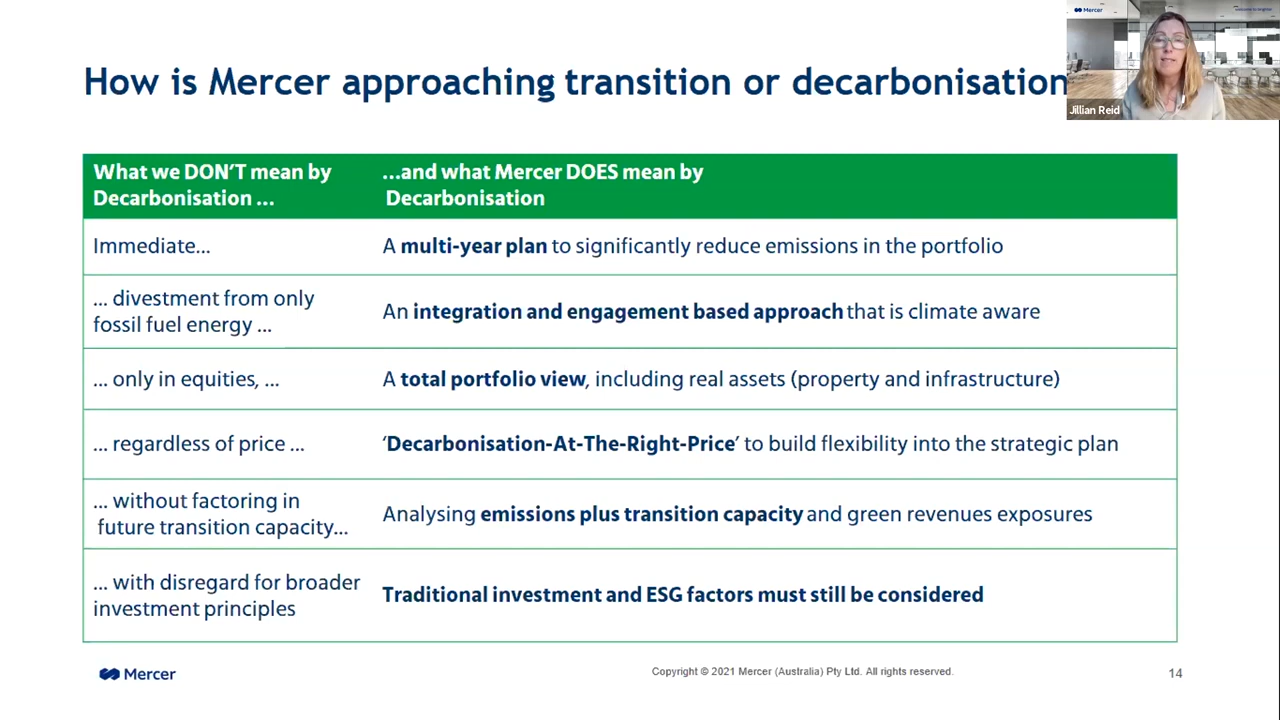 How is Mercer approaching transition or decarbonisation
Mercer
Jillian Reid
What we DON'T mean by
Decarbonisation ...
...and what Mercer DOES mean by
Decarbonisation
Immediate...
A multi-year plan to significantly reduce emissions in the portfolio
... divestment from only
fossil fuel energy ...
An integration and engagement based approach that is climate aware
... only in equities, ...
A total portfolio view, including real assets (property and infrastructure)
... regardless of price ...
‘Decarbonisation-At-The-Right-Price’ to build flexibility into the strategic plan
... without factoring in
future transition capacity...
Analysing emissions plus transition capacity and green revenues exposures
... with disregard for broader
investment principles
Traditional investment and ESG factors must still be considered
Mercer
Copyright © 2021 Mercer (Australia) Pty Ltd. All rights reserved.
14